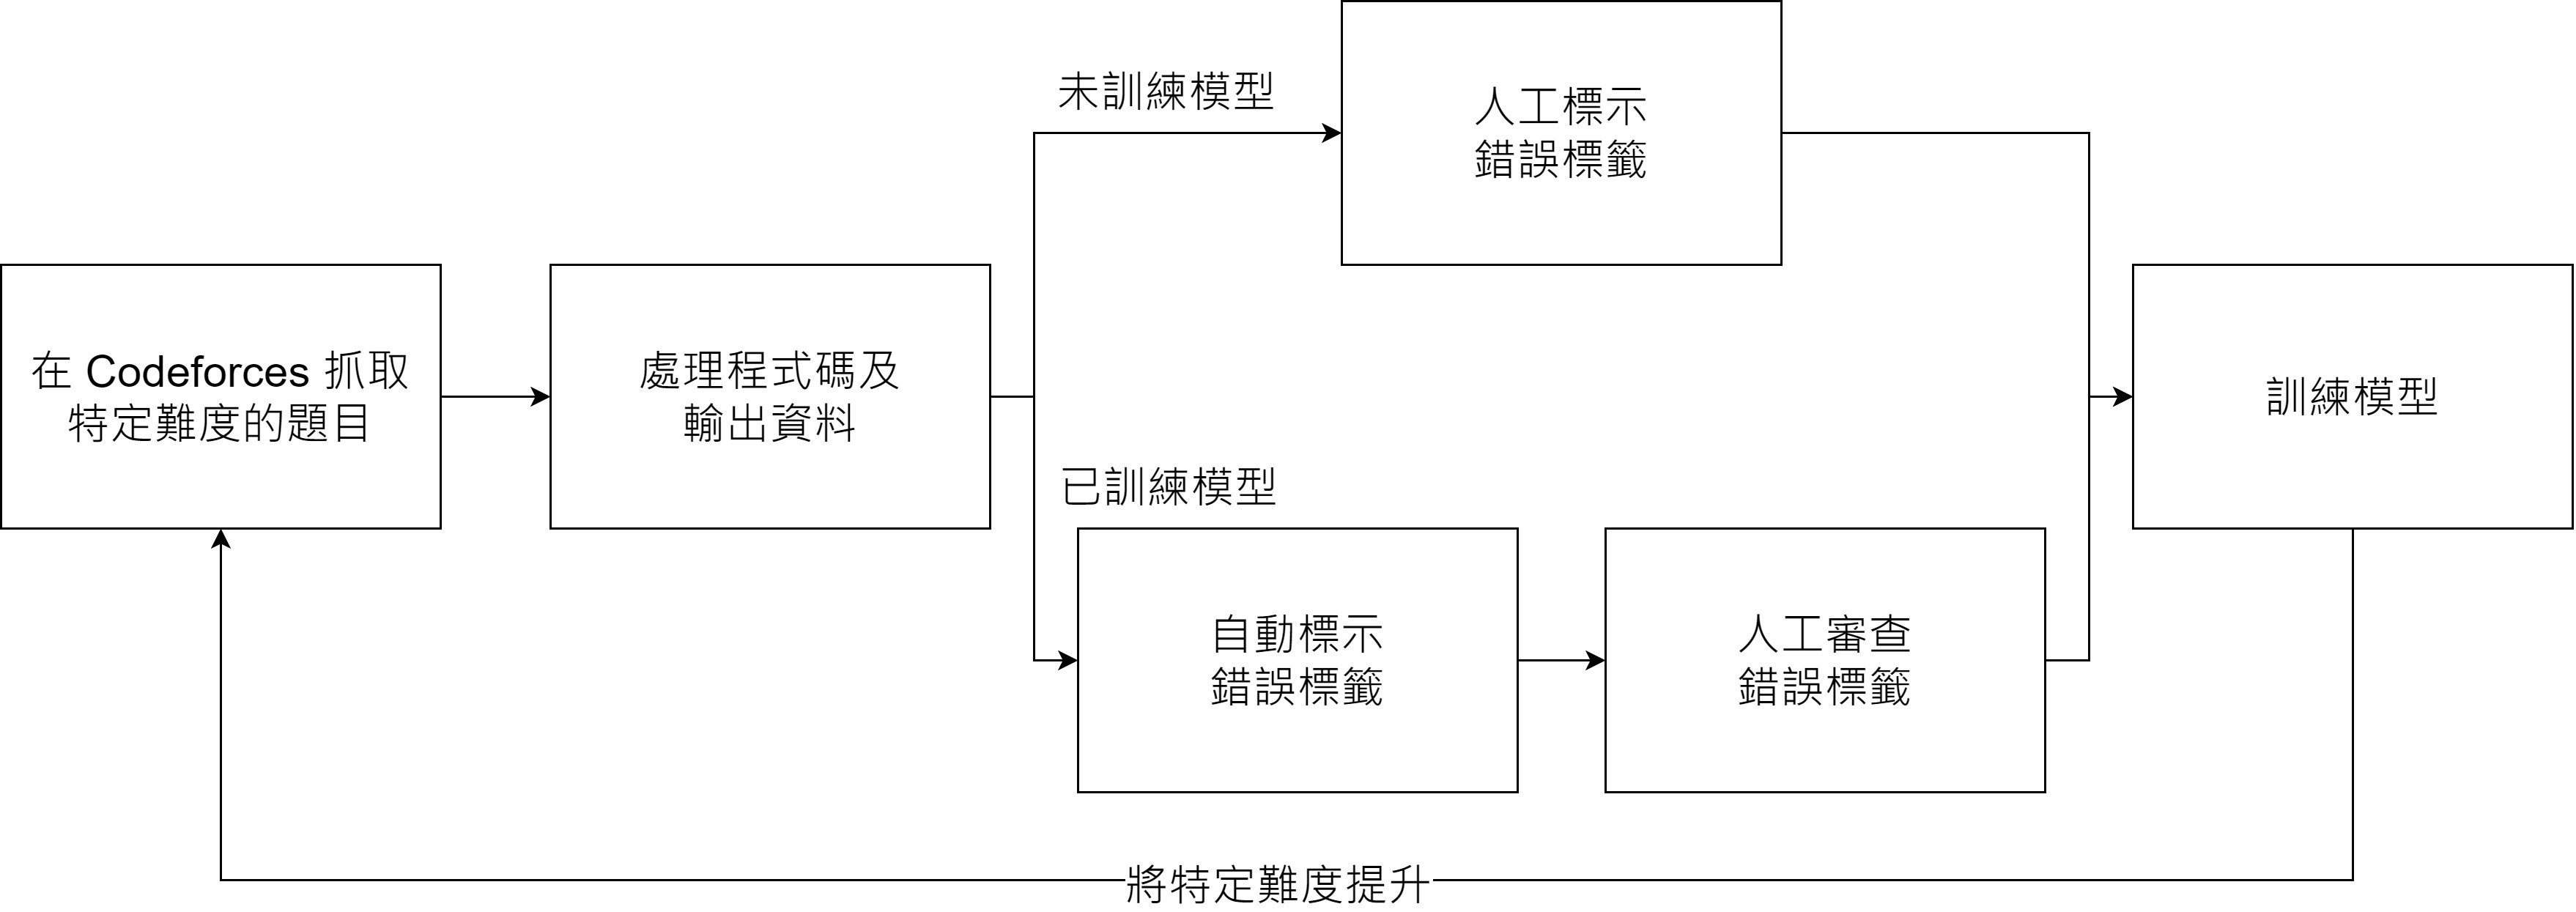 未訓練模型
人工標示
錯誤標籤
在 Codeforces 抓取
特定難度的題目
處理程式碼及
輸出資料
訓練模型
已訓練模型
自動標示
錯誤標籤
人工審查
錯誤標籤
將特定難度提升